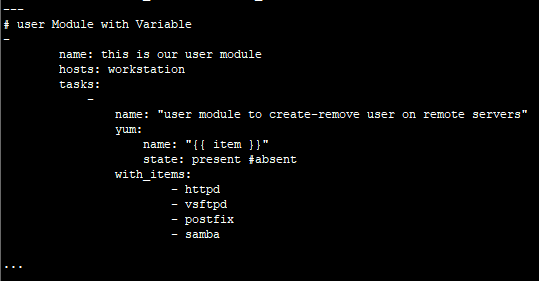 ---
# user Module with Variable
-
name: this is our user module
hosts: workstation
tasks:
-
name: "user module to create-remove user on remote servers"
yum:
name: "{{ item }}"
state: present #absent
with_items:
- httpd
- vsftpd
- postfix
- samba
...